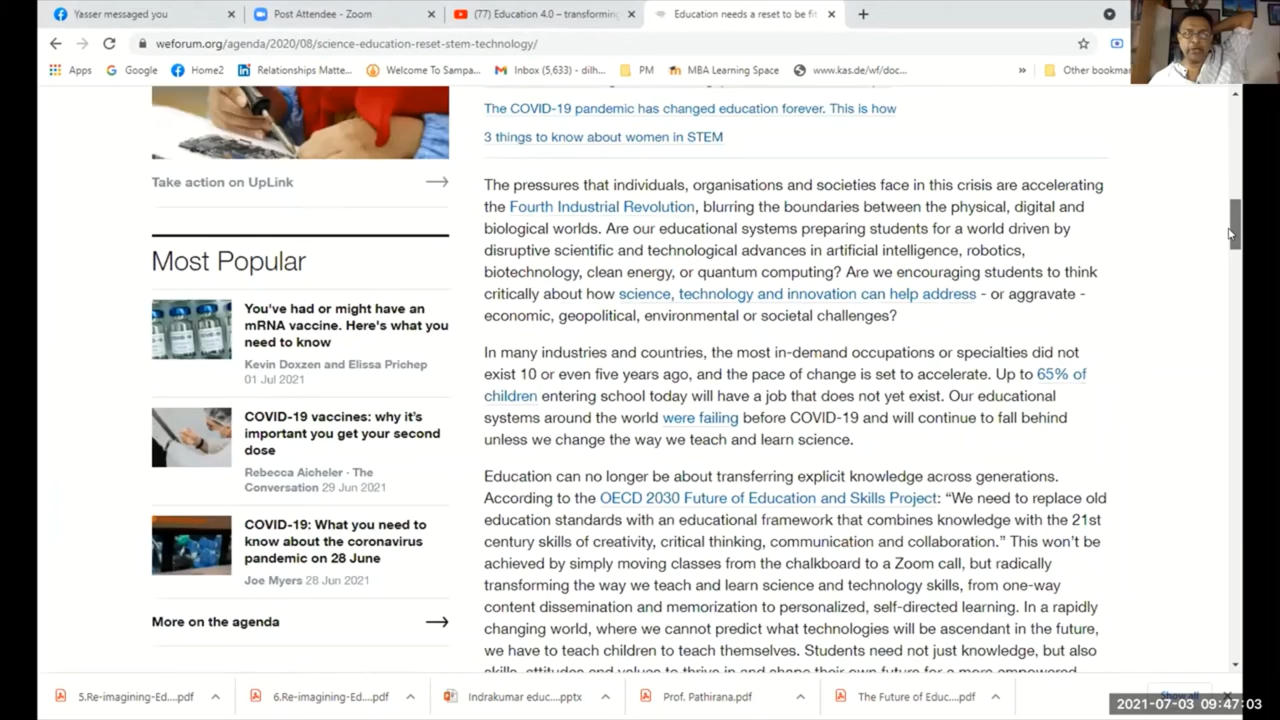 Yasser messaged you
Post Attendee - Zoom
(77) Education 4.0 – transforming
Education needs a reset to be fit
weforum.org/agenda/2020/08/science-education-reset-stem-technology/
Apps
Google
Home2
Relationships Matte...
Welcome To Sampa...
Inbox (5,633) - dilh...
PM
MBA Learning Space
www.kas.de/wf/doc...
»
Other bookmar
Take action on UpLink
Most Popular
You've had or might have an
mRNA vaccine. Here's what you
need to know
Kevin Doxzen and Elissa Prichep
01 Jul 2021
COVID-19 vaccines: why it's
important you get your second
dose
Rebecca Aicheler · The
Conversation 29 Jun 2021
COVID-19: What you need to
know about the coronavirus
pandemic on 28 June
Joe Myers 28 Jun 2021
More on the agenda
The COVID-19 pandemic has changed education forever. This is how
3 things to know about women in STEM
The pressures that individuals, organisations and societies face in this crisis are accelerating
the Fourth Industrial Revolution, blurring the boundaries between the physical, digital and
biological worlds. Are our educational systems preparing students for a world driven by
disruptive scientific and technological advances in artificial intelligence, robotics,
biotechnology, clean energy, or quantum computing? Are we encouraging students to think
critically about how science, technology and innovation can help address - or aggravate -
economic, geopolitical, environmental or societal challenges?
In many industries and countries, the most in-demand occupations or specialties did not
exist 10 or even five years ago, and the pace of change is set to accelerate. Up to 65% of
children entering school today will have a job that does not yet exist. Our educational
systems around the world were failing before COVID-19 and will continue to fall behind
unless we change the way we teach and learn science.
Education can no longer be about transferring explicit knowledge across generations.
According to the OECD 2030 Future of Education and Skills Project: “We need to replace old
education standards with an educational framework that combines knowledge with the 21st
century skills of creativity, critical thinking, communication and collaboration.” This won't be
achieved by simply moving classes from the chalkboard to a Zoom call, but radically
transforming the way we teach and learn science and technology skills, from one-way
content dissemination and memorization to personalized, self-directed learning. In a rapidly
changing world, where we cannot predict what technologies will be ascendant in the future,
we have to teach children to teach themselves. Students need not just knowledge, but also
skills, attitudes and values to thrive in and shape their own future for a more empowered
5.Re-imagining-Ed....pdf
6.Re-imagining-Ed....pdf
Indrakumar educ....pptx
Prof. Pathirana.pdf
The Future of Educ....pdf
Show all
2021-07-03 09:47:03